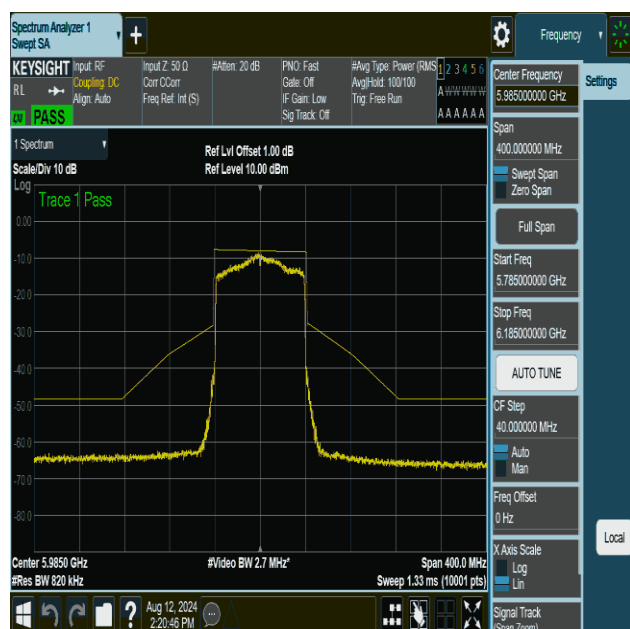 Spectrum Analyzer 1
Swept SA
+
Frequency
KEYSIGHT
Input: RF
Coupling: DC
Align: Auto
RL
PASS
Input Z: 50 Ω
Corr CCorr
Freq Ref: Int (S)
#Atten: 20 dB
PNO: Fast
Gate: Off
IF Gain: Low
Sig Track: Off
#Avg Type: Power (RMS
Avg|Hold: 100/100
Trig: Free Run
1 2 3 4 5 6
A W W W W W
A A A A A A
1 Spectrum
Scale/Div 10 dB
Ref Lvl Offset 1.00 dB
Ref Level 10.00 dBm
Log
Trace 1 Pass
0.00
-10.0
-20.0
-30.0
-40.0
-50.0
-60.0
-70.0
-80.0
Center 5.9850 GHz
#Res BW 820 kHz
#Video BW 2.7 MHz*
Span 400.0 MHz
Sweep 1.33 ms (10001 pts)
Aug 12, 2024
2:20:46 PM
Center Frequency
5.985000000 GHz
Span
400.000000 MHz
Swept Span
Zero Span
Full Span
Start Freq
5.785000000 GHz
Stop Freq
6.185000000 GHz
AUTO TUNE
CF Step
40.000000 MHz
Auto
Man
Freq Offset
0 Hz
X Axis Scale
Log
Lin
Signal Track
(Span Zoom)
Settings
Local